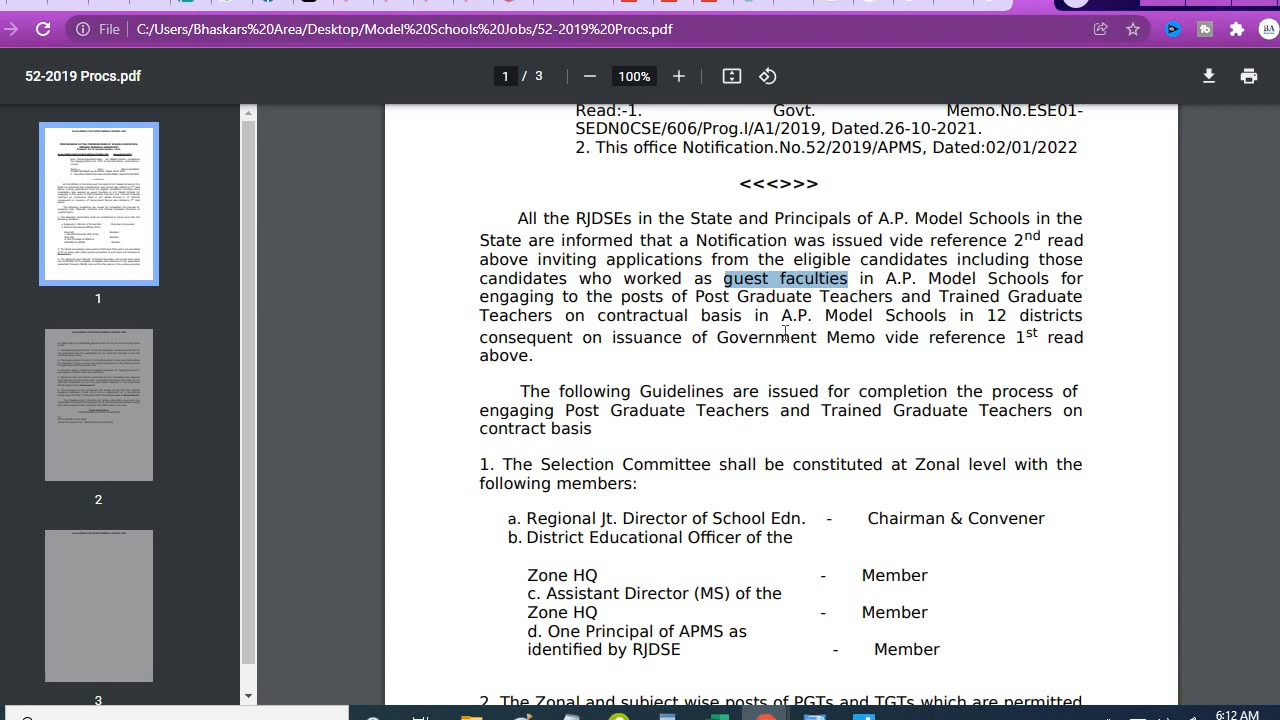 File
C:/Users/Bhaskars%20Area/Desktop/Model%20Schools%20Jobs/52-2019%20Procs.pdf
BA
52-2019 Procs.pdf
1 / 3
100%
Read:-1. Govt. Memo.No.ESE01-
SEDN0CSE/606/Prog.I/A1/2019, Dated.26-10-2021.
2. This office Notification.No.52/2019/APMS, Dated:02/01/2022
<<<>>>
All the RJDSEs in the State and Principals of A.P. Model Schools in the
State are informed that a Notification was issued vide reference 2nd read
above inviting applications from the eligible candidates including those
candidates who worked as guest faculties in A.P. Model Schools for
engaging to the posts of Post Graduate Teachers and Trained Graduate
Teachers on contractual basis in A.P. Model Schools in 12 districts
consequent on issuance of Government Memo vide reference 1st read
above.
The following Guidelines are issued for completion the process of
engaging Post Graduate Teachers and Trained Graduate Teachers on
contract basis
1. The Selection Committee shall be constituted at Zonal level with the
following members:
a. Regional Jt. Director of School Edn. - Chairman & Convener
b. District Educational Officer of the
Zone HQ - Member
c. Assistant Director (MS) of the
Zone HQ - Member
d. One Principal of APMS as
identified by RJDSE - Member
2. The Zonal and subject wise posts of PGTs and TGTs which are permitted
1
2
3
6:12 AM